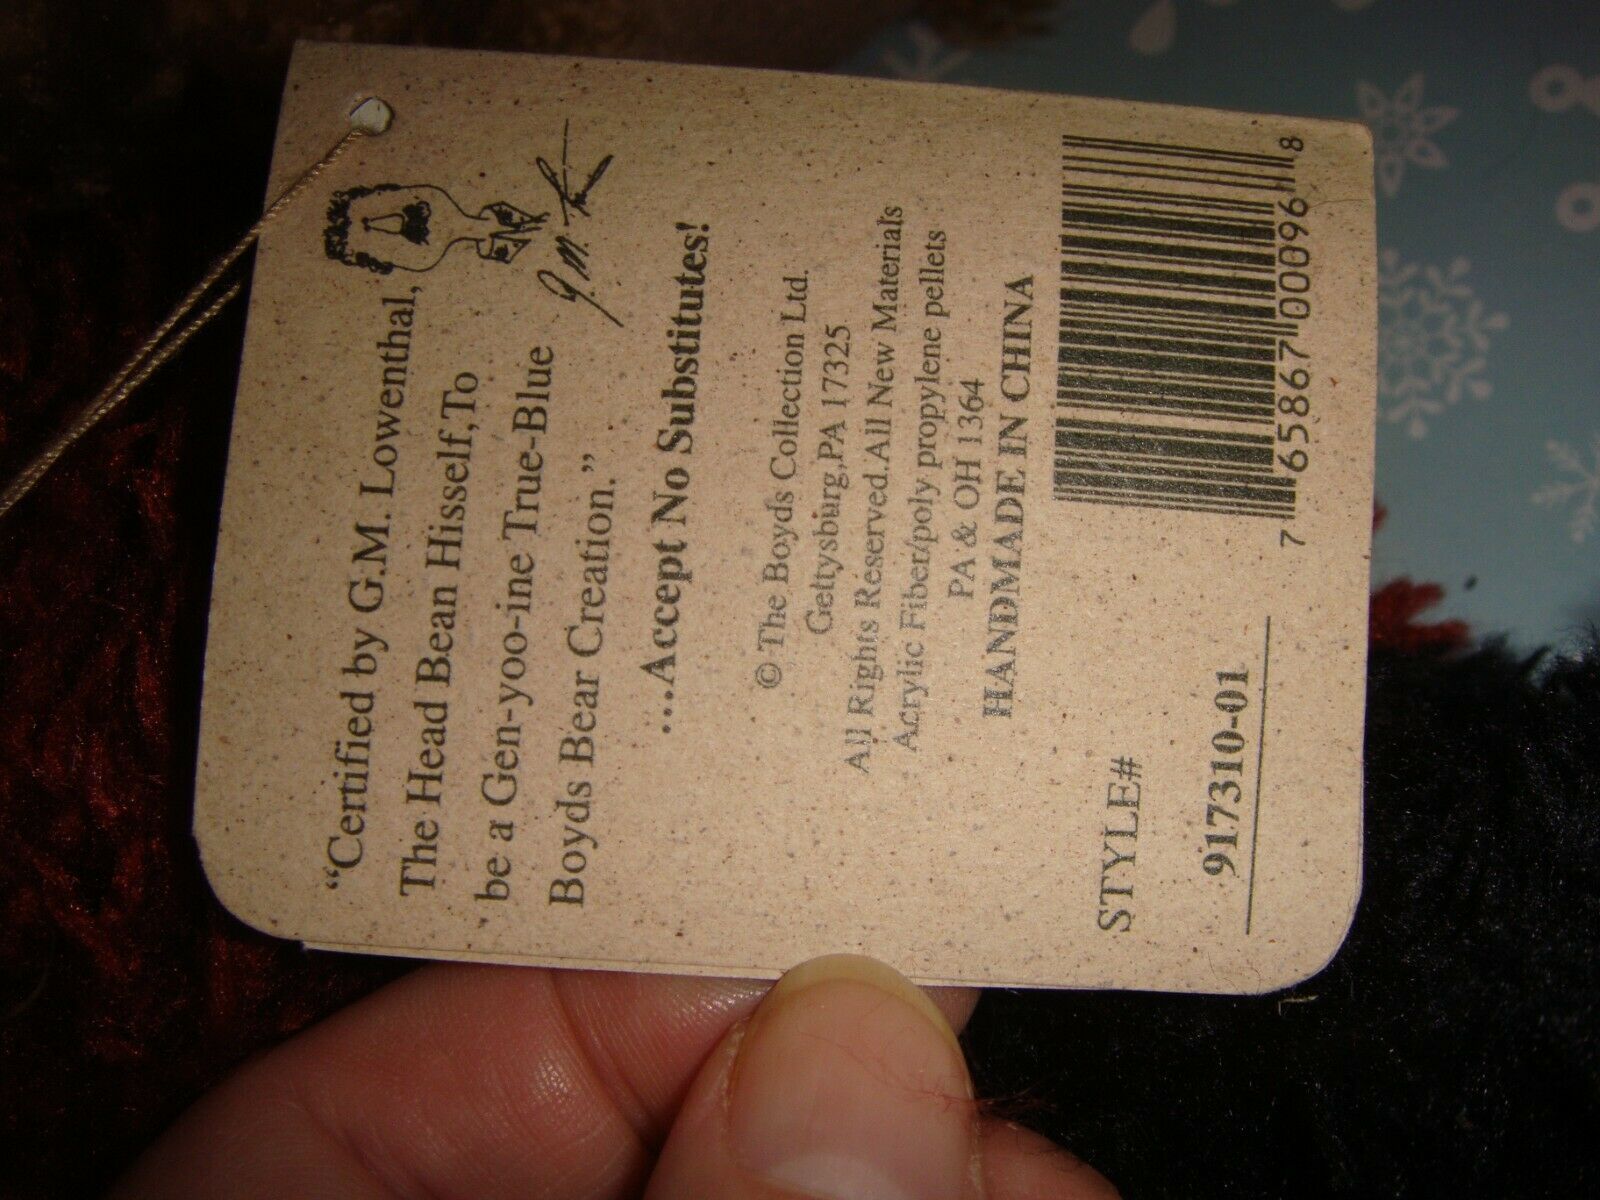 “Certified by G.M. Lowenthal,
The Head Bean Hisself,To
be a Gen-yoo-ine True-Blue
Boyds Bear Creation.”
....Accept No Substitutes!
© The Boyds Collection Ltd.
Gettysburg,PA 17325
All Rights Reserved.All New Materials
Acrylic Fiber/poly propylene pellets
PA & OH 1364
HANDMADE IN CHINA
STYLE#
917310-01
7 65867 00096 8